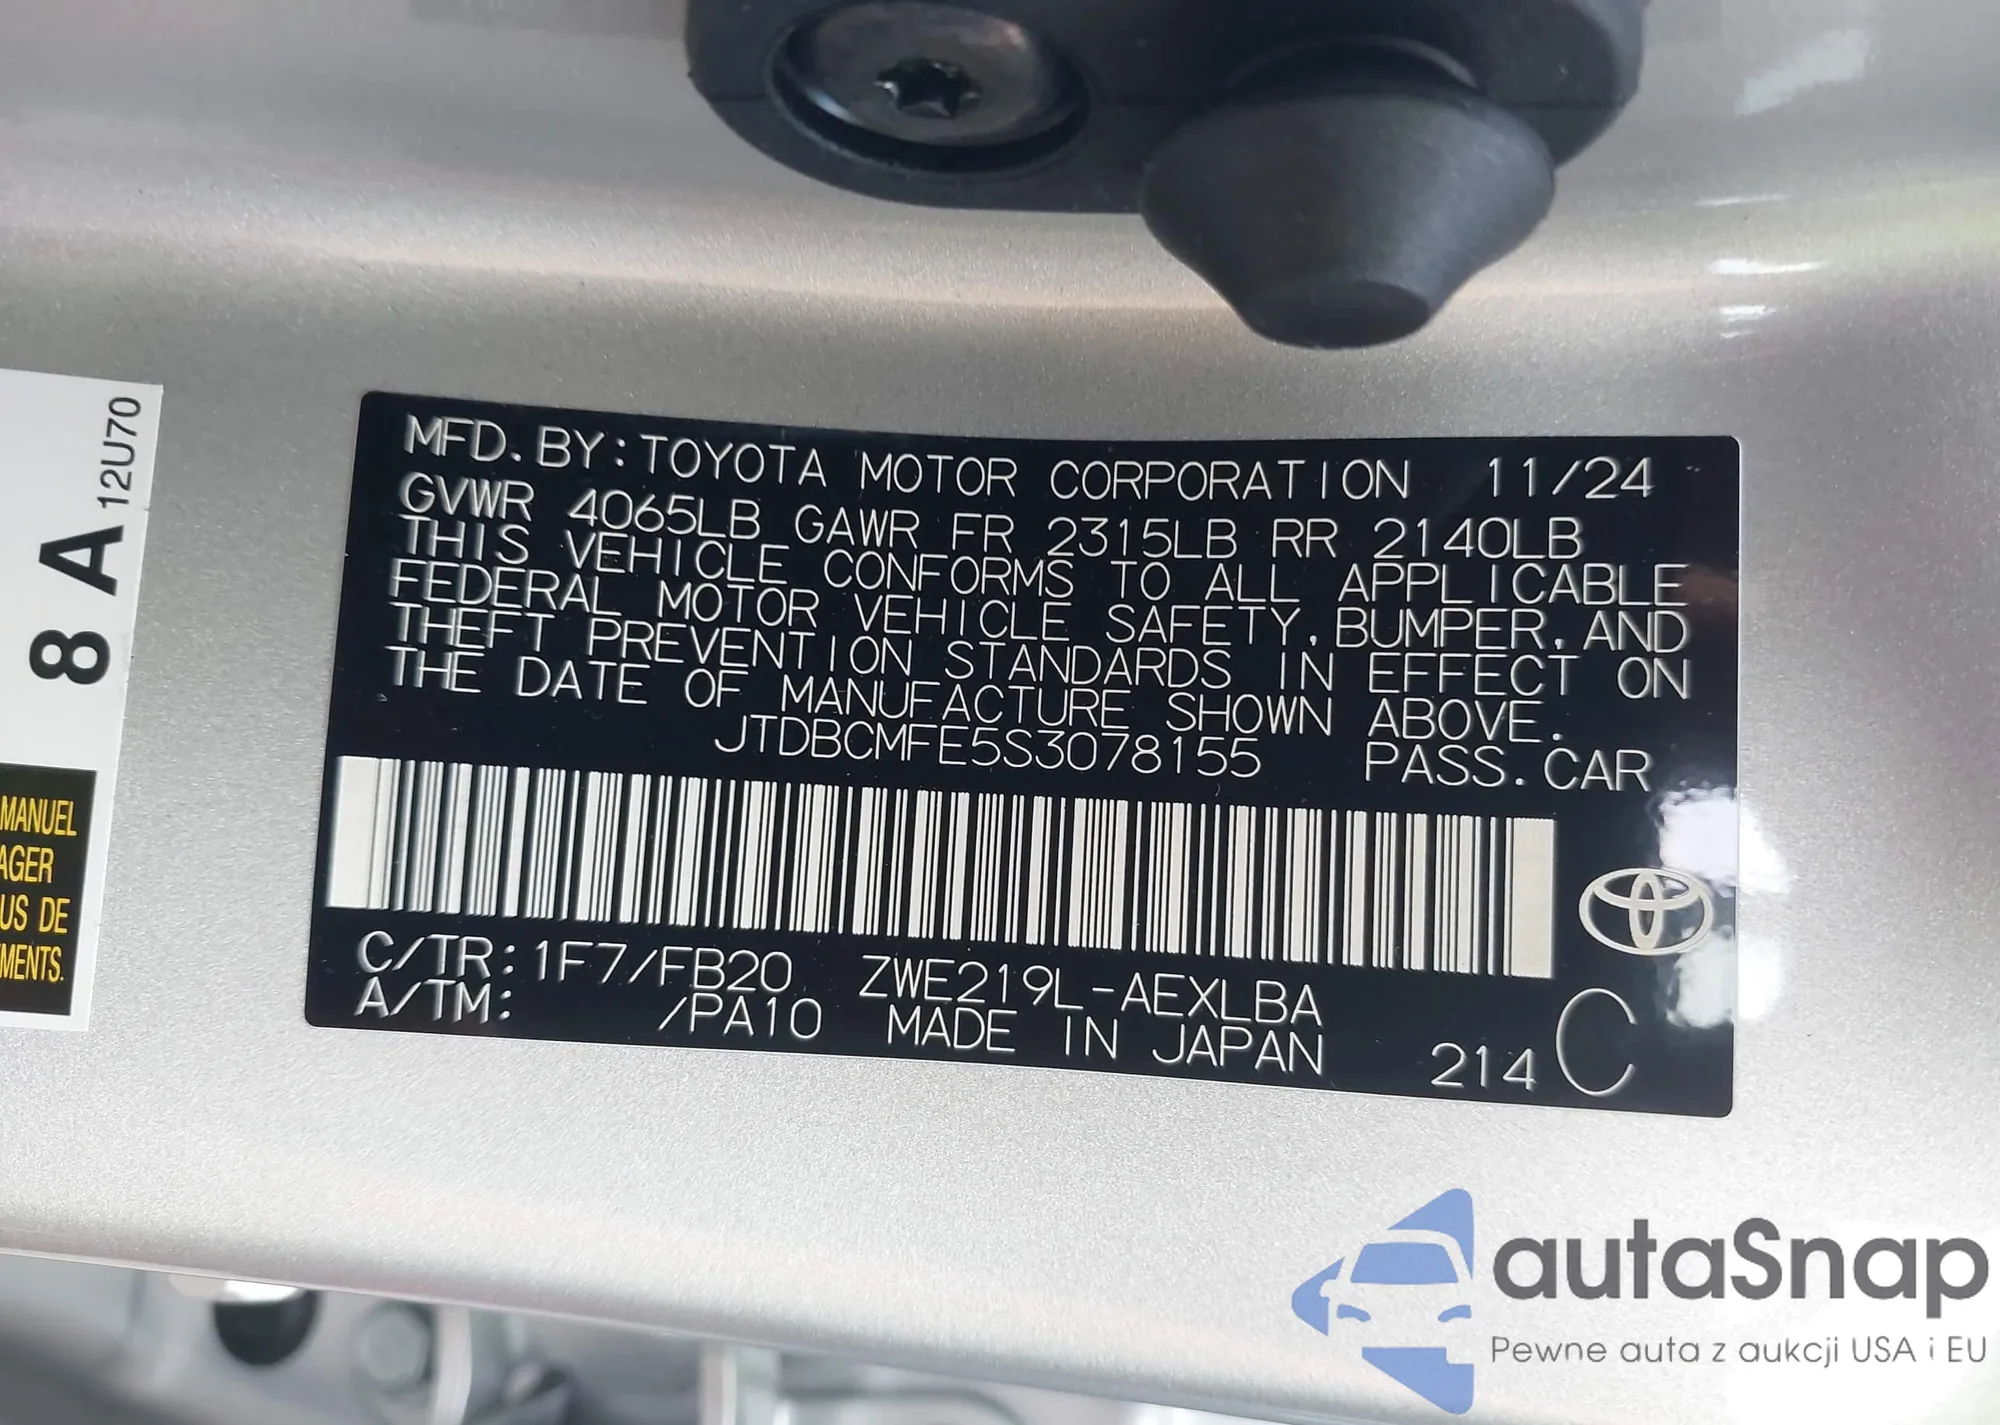 MFD. BY: TOYOTA MOTOR CORPORATION 11/24
GVWR 4065LB GAWR FR 2315LB RR 2140LB
THIS VEHICLE CONFORMS TO ALL APPLICABLE
FEDERAL MOTOR VEHICLE SAFETY, BUMPER, AND
THEFT PREVENTION STANDARDS IN EFFECT ON
THE DATE OF MANUFACTURE SHOWN ABOVE.
JTDBCMFE5S3078155 PASS. CAR
C/TR: 1F7/FB20 ZWE219L-AEXLBA
A/TM: /PA10 MADE IN JAPAN 214 C
8 A 12U70
MANUEL
AGER
US DE
MENTS.
autaSnap
Pewne auta z aukcji USA i EU